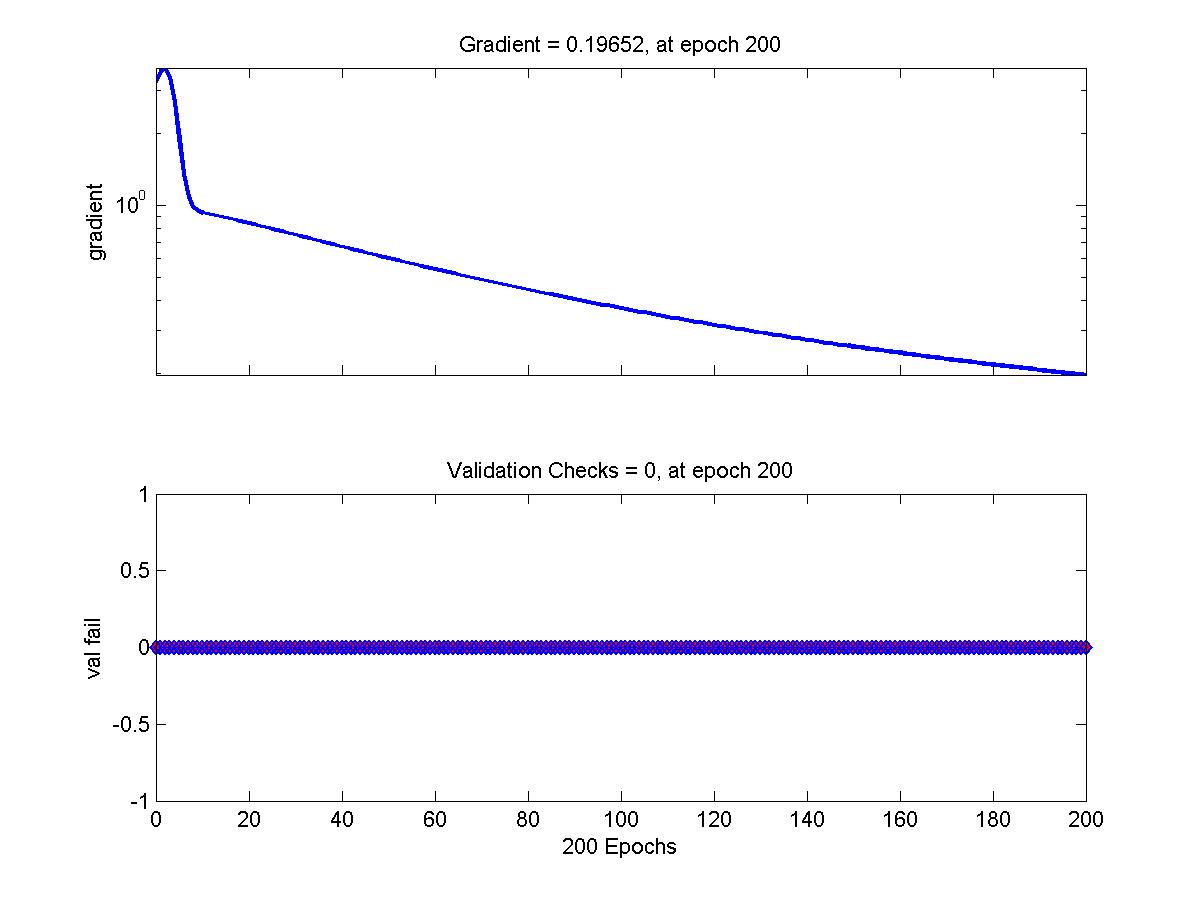 Gradient = 0.19652, at epoch 200
gradient
10^0
Validation Checks = 0, at epoch 200
1
0.5
0
-0.5
-1
val fail
0 20 40 60 80 100 120 140 160 180 200
200 Epochs